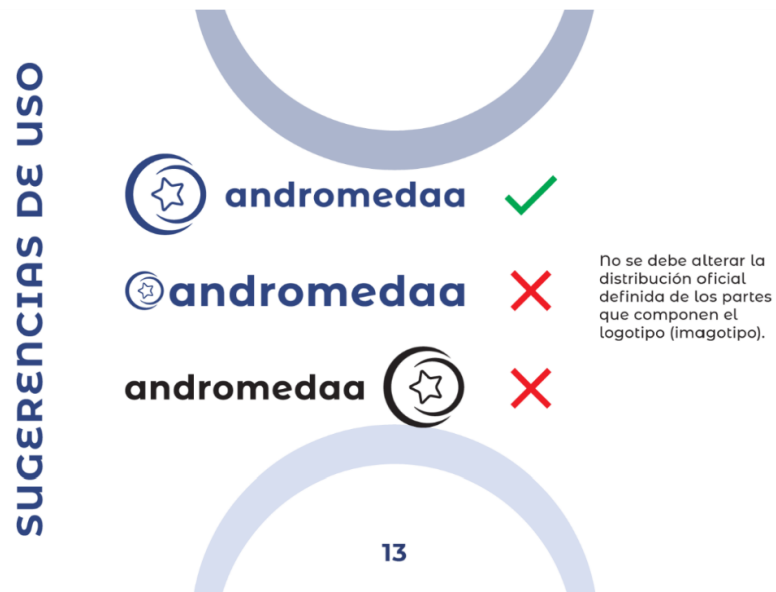 SUGERENCIAS DE USO
andromedaa
andromedaa
andromedaa
No se debe alterar la
distribución oficial
definida de los partes
que componen el
logotipo (imagotipo).
13